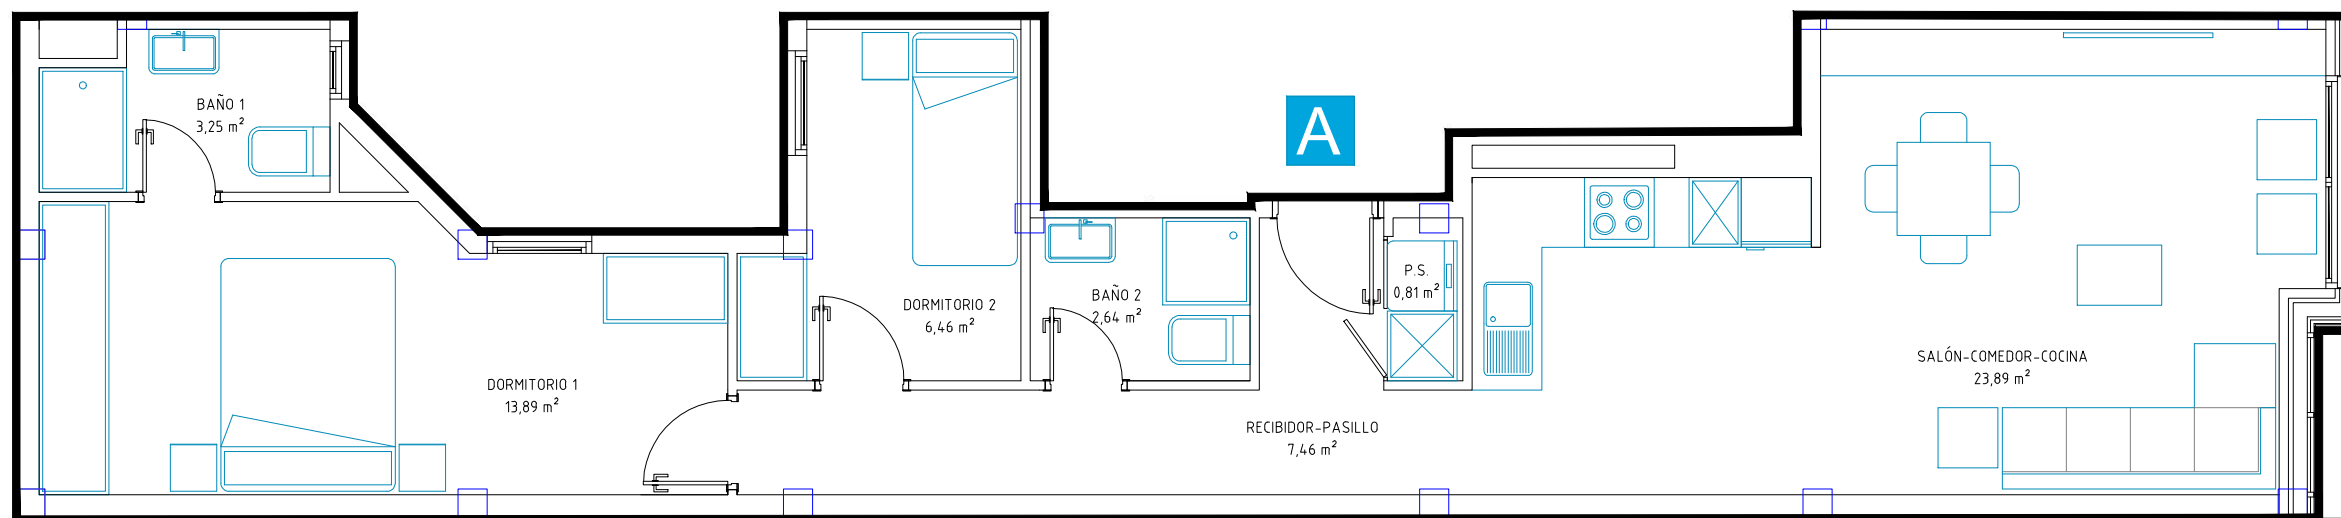 BAÑO 1
3,25 m²
A
DORMITORIO 2
6,46 m²
BAÑO 2
2,64 m²
P.S.
0,81 m²
DORMITORIO 1
13,89 m²
RECIBIDOR-PASILLO
7,46 m²
SALÓN-COMEDOR-COCINA
23,89 m²